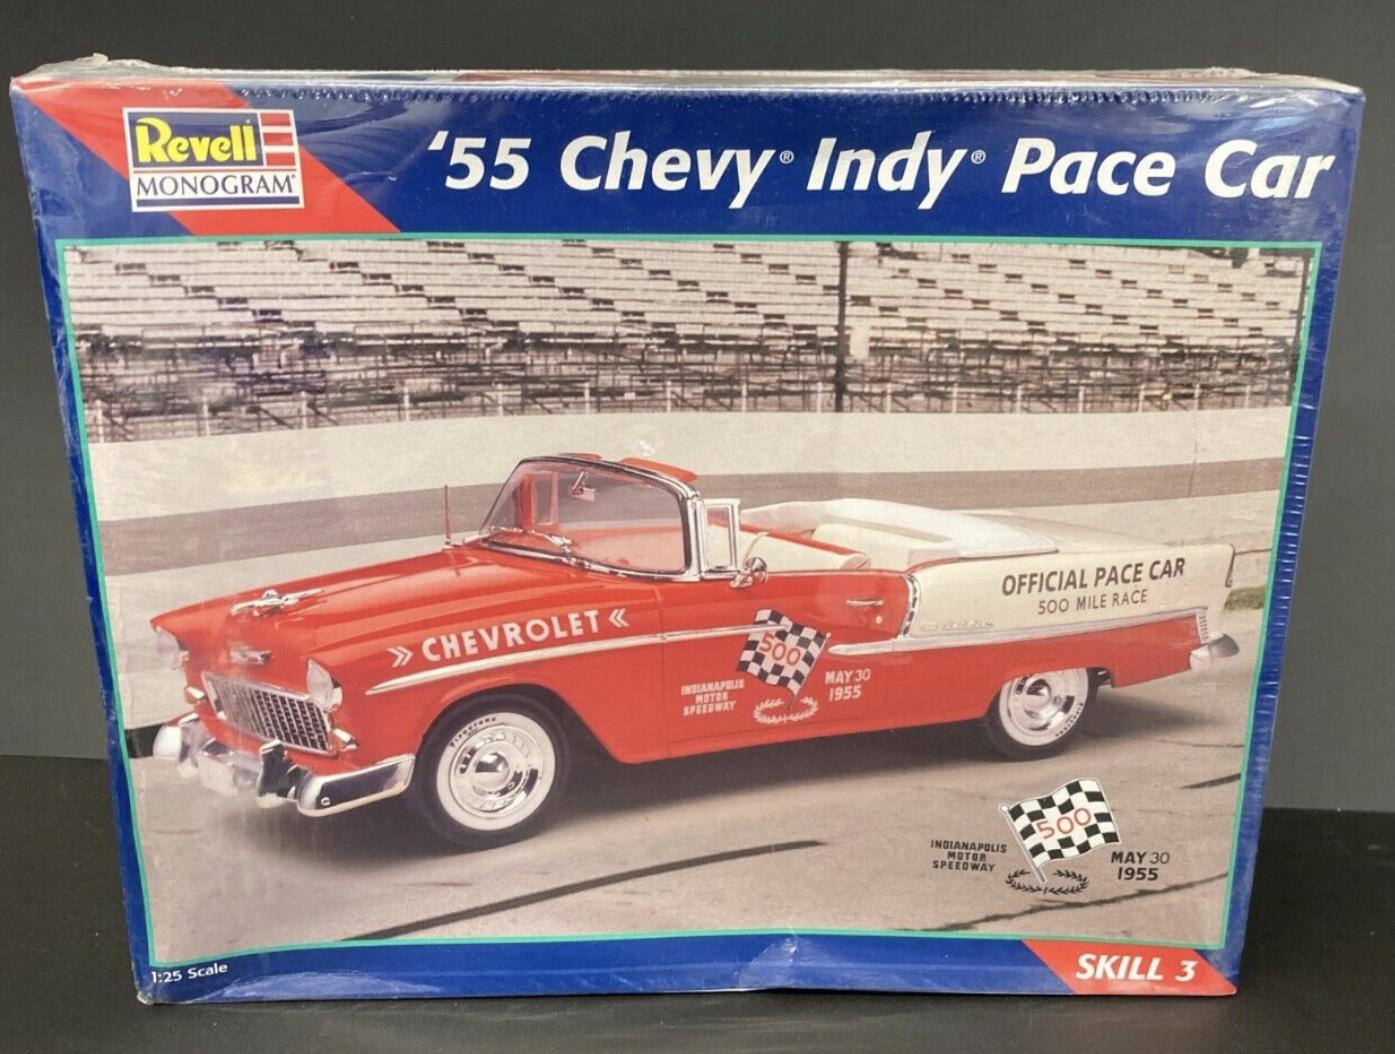 Revell
MONOGRAM®
'55 Chevy® Indy® Pace Car
» CHEVROLET «
OFFICIAL PACE CAR
500 MILE RACE
500
INDIANAPOLIS
MOTOR
SPEEDWAY
MAY 30
1955
500
INDIANAPOLIS
MOTOR
SPEEDWAY
MAY 30
1955
1:25 Scale
SKILL 3